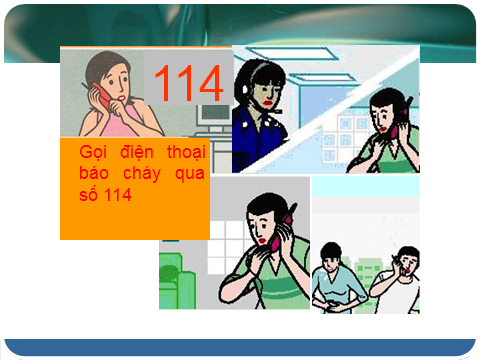 114
Gọi điện thoại
báo cháy qua
số 114